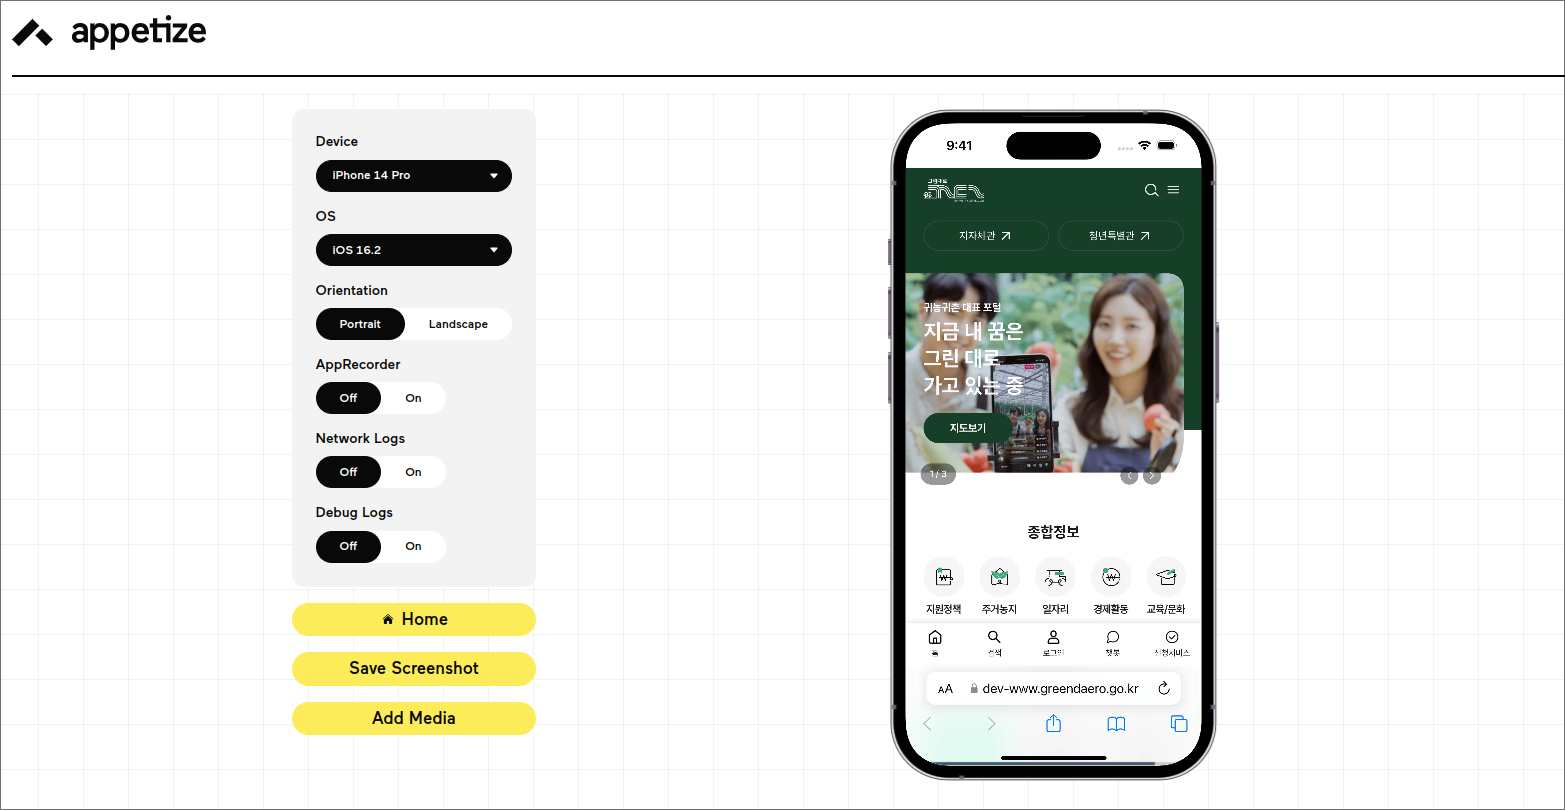 appetize
Device
iPhone 14 Pro
OS
iOS 16.2
Orientation
Portrait
Landscape
AppRecorder
Off
On
Network Logs
Off
On
Debug Logs
Off
On
Home
Save Screenshot
Add Media
9:41
그린대로
지자체관
청년특별관
귀농귀촌 대표 포털
지금 내 꿈은
그린 대로
가고 있는 중
지도보기
1 / 3
종합정보
지원정책
주거농지
일자리
경제활동
교육/문화
홈
검색
로그인
챗봇
신청서비스
AA
dev-www.greendaero.go.kr